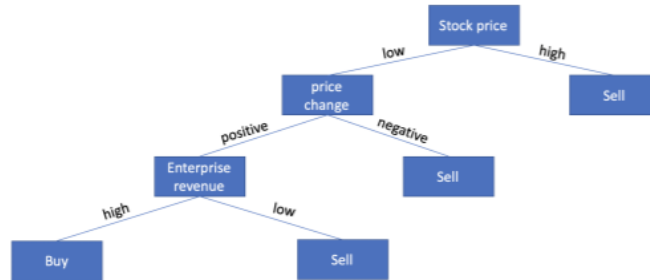 Stock price
low
high
price
change
Sell
positive
negative
Enterprise
revenue
Sell
high
low
Buy
Sell